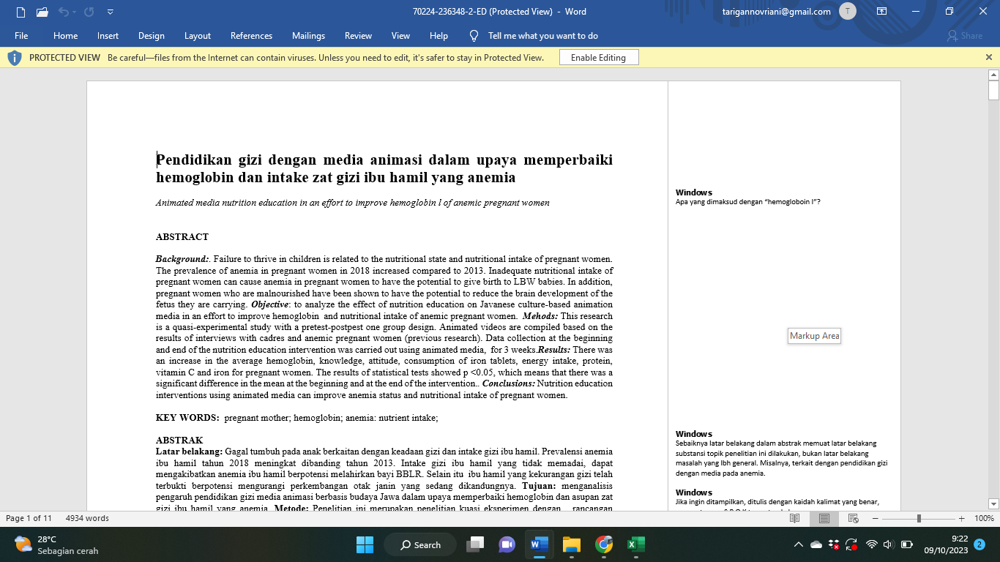 70224-236348-2-ED (Protected View) - Word
tarigannovriani@gmail.com
T
File Home Insert Design Layout References Mailings Review View Help Tell me what you want to do
Share
PROTECTED VIEW Be careful—files from the Internet can contain viruses. Unless you need to edit, it's safer to stay in Protected View.
Enable Editing
Pendidikan gizi dengan media animasi dalam upaya memperbaiki
hemoglobin dan intake zat gizi ibu hamil yang anemia
Animated media nutrition education in an effort to improve hemoglobin l of anemic pregnant women
ABSTRACT
Background:. Failure to thrive in children is related to the nutritional state and nutritional intake of pregnant women.
The prevalence of anemia in pregnant women in 2018 increased compared to 2013. Inadequate nutritional intake of
pregnant women can cause anemia in pregnant women to have the potential to give birth to LBW babies. In addition,
pregnant women who are malnourished have been shown to have the potential to reduce the brain development of the
fetus they are carrying. Objective: to analyze the effect of nutrition education on Javanese culture-based animation
media in an effort to improve hemoglobin and nutritional intake of anemic pregnant women. Mehods: This research
is a quasi-experimental study with a pretest-postpest one group design. Animated videos are compiled based on the
results of interviews with cadres and anemic pregnant women (previous research). Data collection at the beginning
and end of the nutrition education intervention was carried out using animated media, for 3 weeks.Results: There was
an increase in the average hemoglobin, knowledge, attitude, consumption of iron tablets, energy intake, protein,
vitamin C and iron for pregnant women. The results of statistical tests showed p <0.05, which means that there was a
significant difference in the mean at the beginning and at the end of the intervention.. Conclusions: Nutrition education
interventions using animated media can improve anemia status and nutritional intake of pregnant women.
KEY WORDS: pregnant mother; hemoglobin; anemia: nutrient intake;
ABSTRAK
Latar belakang: Gagal tumbuh pada anak berkaitan dengan keadaan gizi dan intake gizi ibu hamil. Prevalensi anemia
ibu hamil tahun 2018 meningkat dibanding tahun 2013. Intake gizi ibu hamil yang tidak memadai, dapat
mengakibatkan anemia ibu hamil berpotensi melahirkan bayi BBLR. Selain itu ibu hamil yang kekurangan gizi telah
terbukti berpotensi mengurangi perkembangan otak janin yang sedang dikandungnya. Tujuan: menganalisis
pengaruh pendidikan gizi media animasi berbasis budaya Jawa dalam upaya memperbaiki hemoglobin dan asupan zat
gizi ibu hamil yang anemia. Metode: Penelitian ini merupakan penelitian kuasi eksperimen dengan rancangan
Windows
Apa yang dimaksud dengan “hemogloboin l”?
Markup Area
Windows
Sebaiknya latar belakang dalam abstrak memuat latar belakang
substansi topik penelitian ini dilakukan, bukan latar belakang
masalah yang lbh general. Misalnya, terkait dengan pendidikan gizi
dengan media pada anemia.
Windows
Jika ingin ditampilkan, ditulis dengan kaidah kalimat yang benar,
Page 1 of 11 4934 words
100%
28°C
Sebagian cerah
Search
9:22
09/10/2023
2